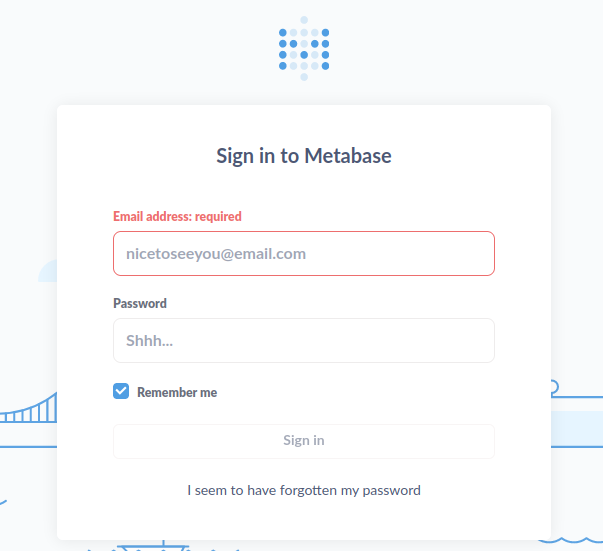 Sign in to Metabase
Email address: required
nicetoseeyou@email.com
Password
Shhh...
Remember me
Sign in
I seem to have forgotten my password